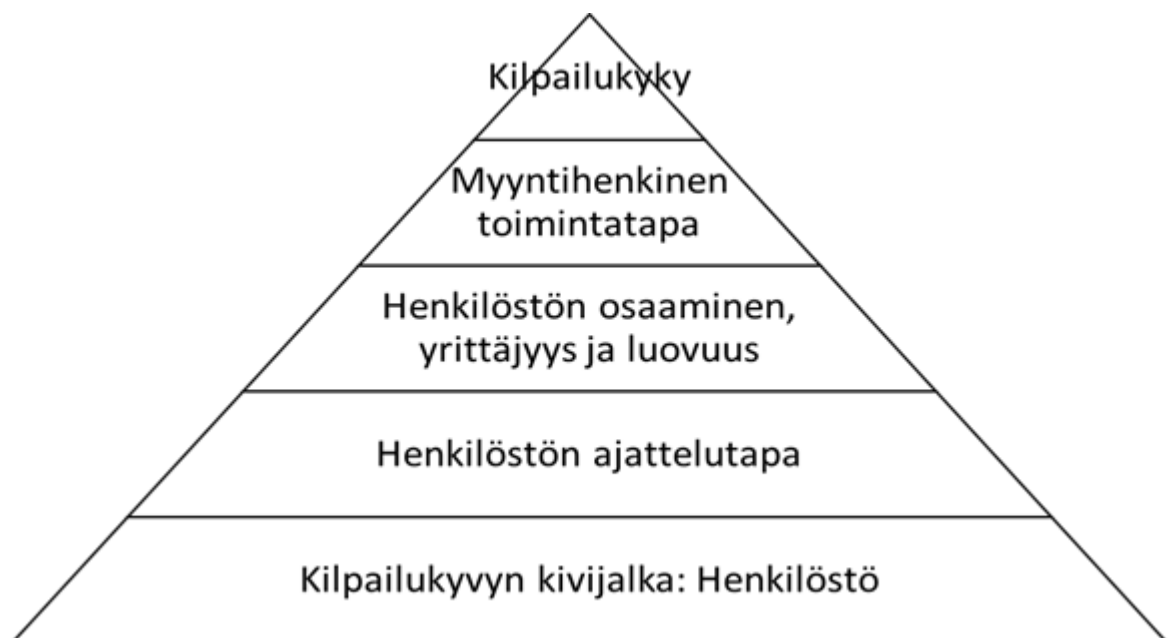 Kilpailukyky
Myyntihenkinen
toimintatapa
Henkilöstön osaaminen,
yrittäjyys ja luovuus
Henkilöstön ajattelutapa
Kilpailukyvyn kivijalka: Henkilöstö